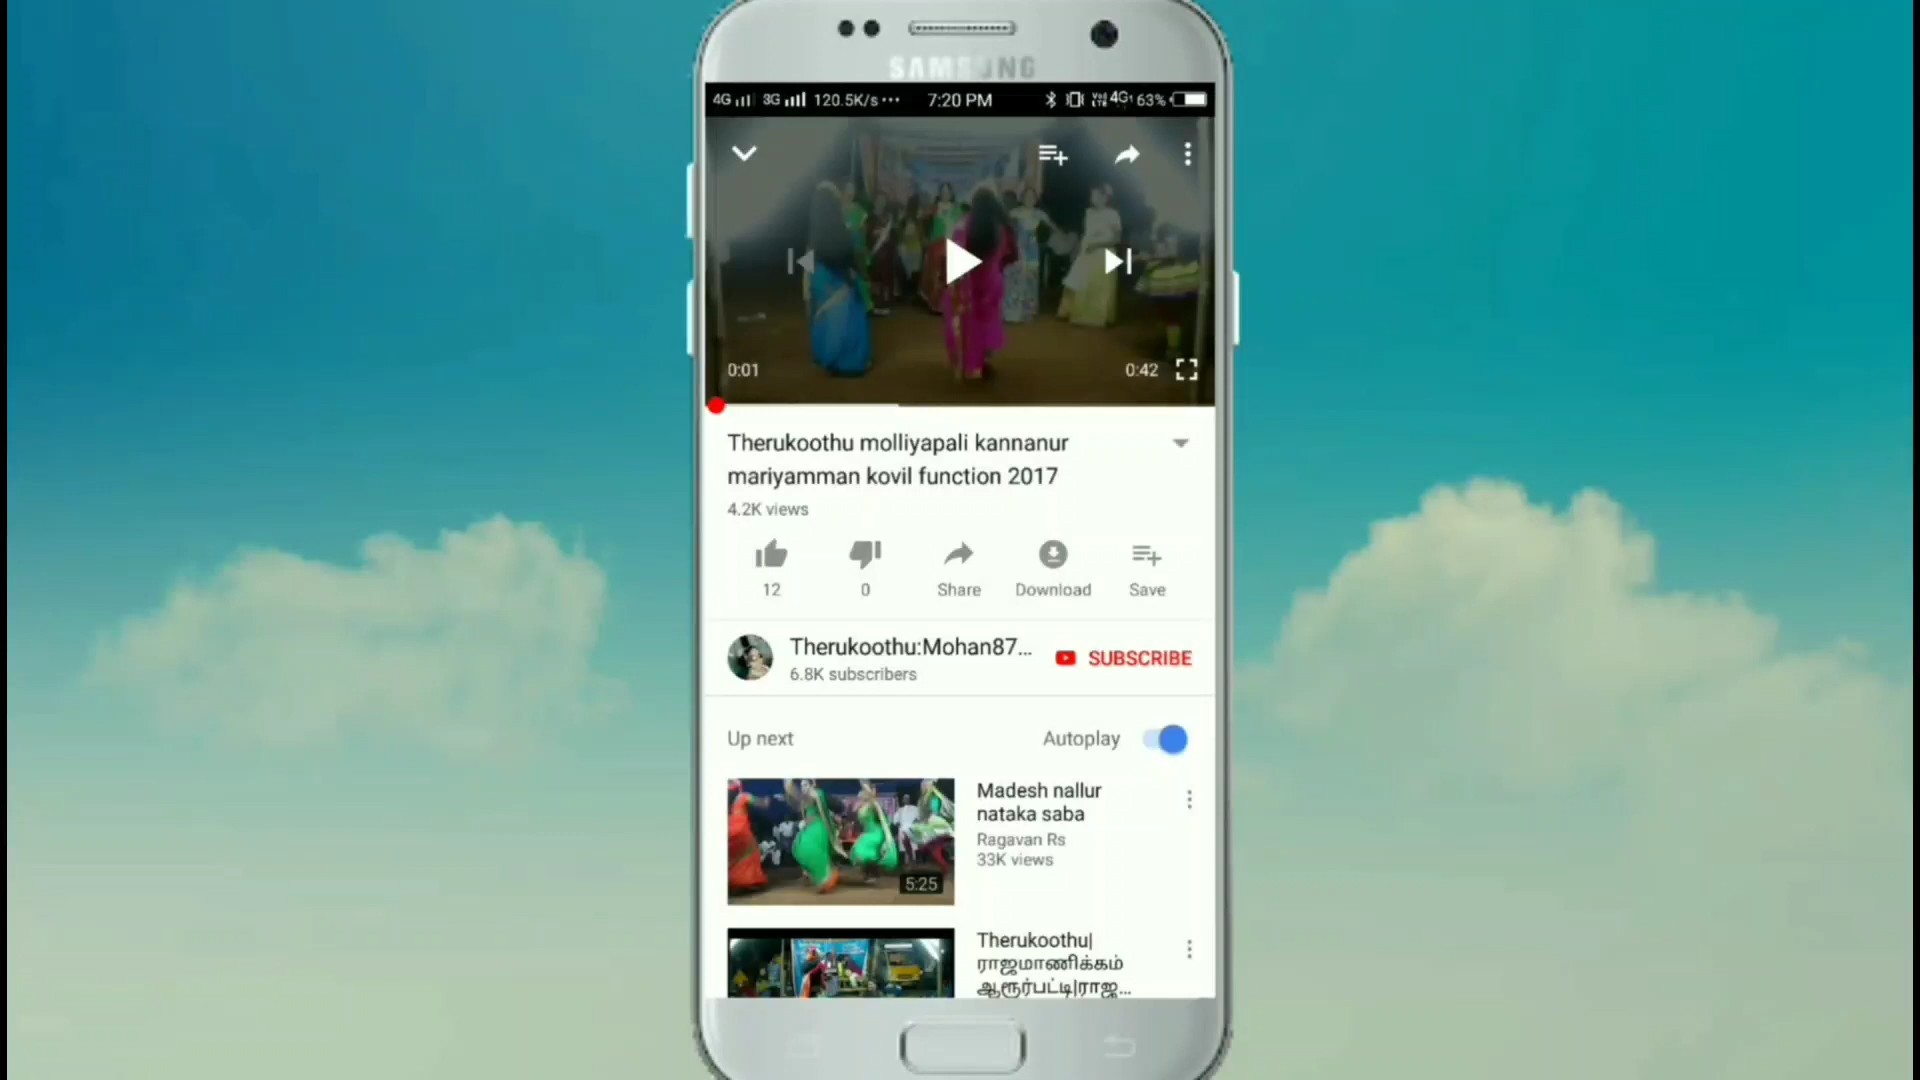 SAMSUNG
4G 3G 120.5K/s ... 7:20 PM 4G 63%
0:01 0:42
Therukoothu molliyapali kannanur
mariyamman kovil function 2017
4.2K views
12 0 Share Download Save
Therukoothu:Mohan87...
SUBSCRIBE
6.8K subscribers
Up next Autoplay
Madesh nallur
nataka saba
Ragavan Rs
33K views
5:25
Therukoothu|
ராஜமாணிக்கம்
ஆரூர்பட்டி|ராஜ...